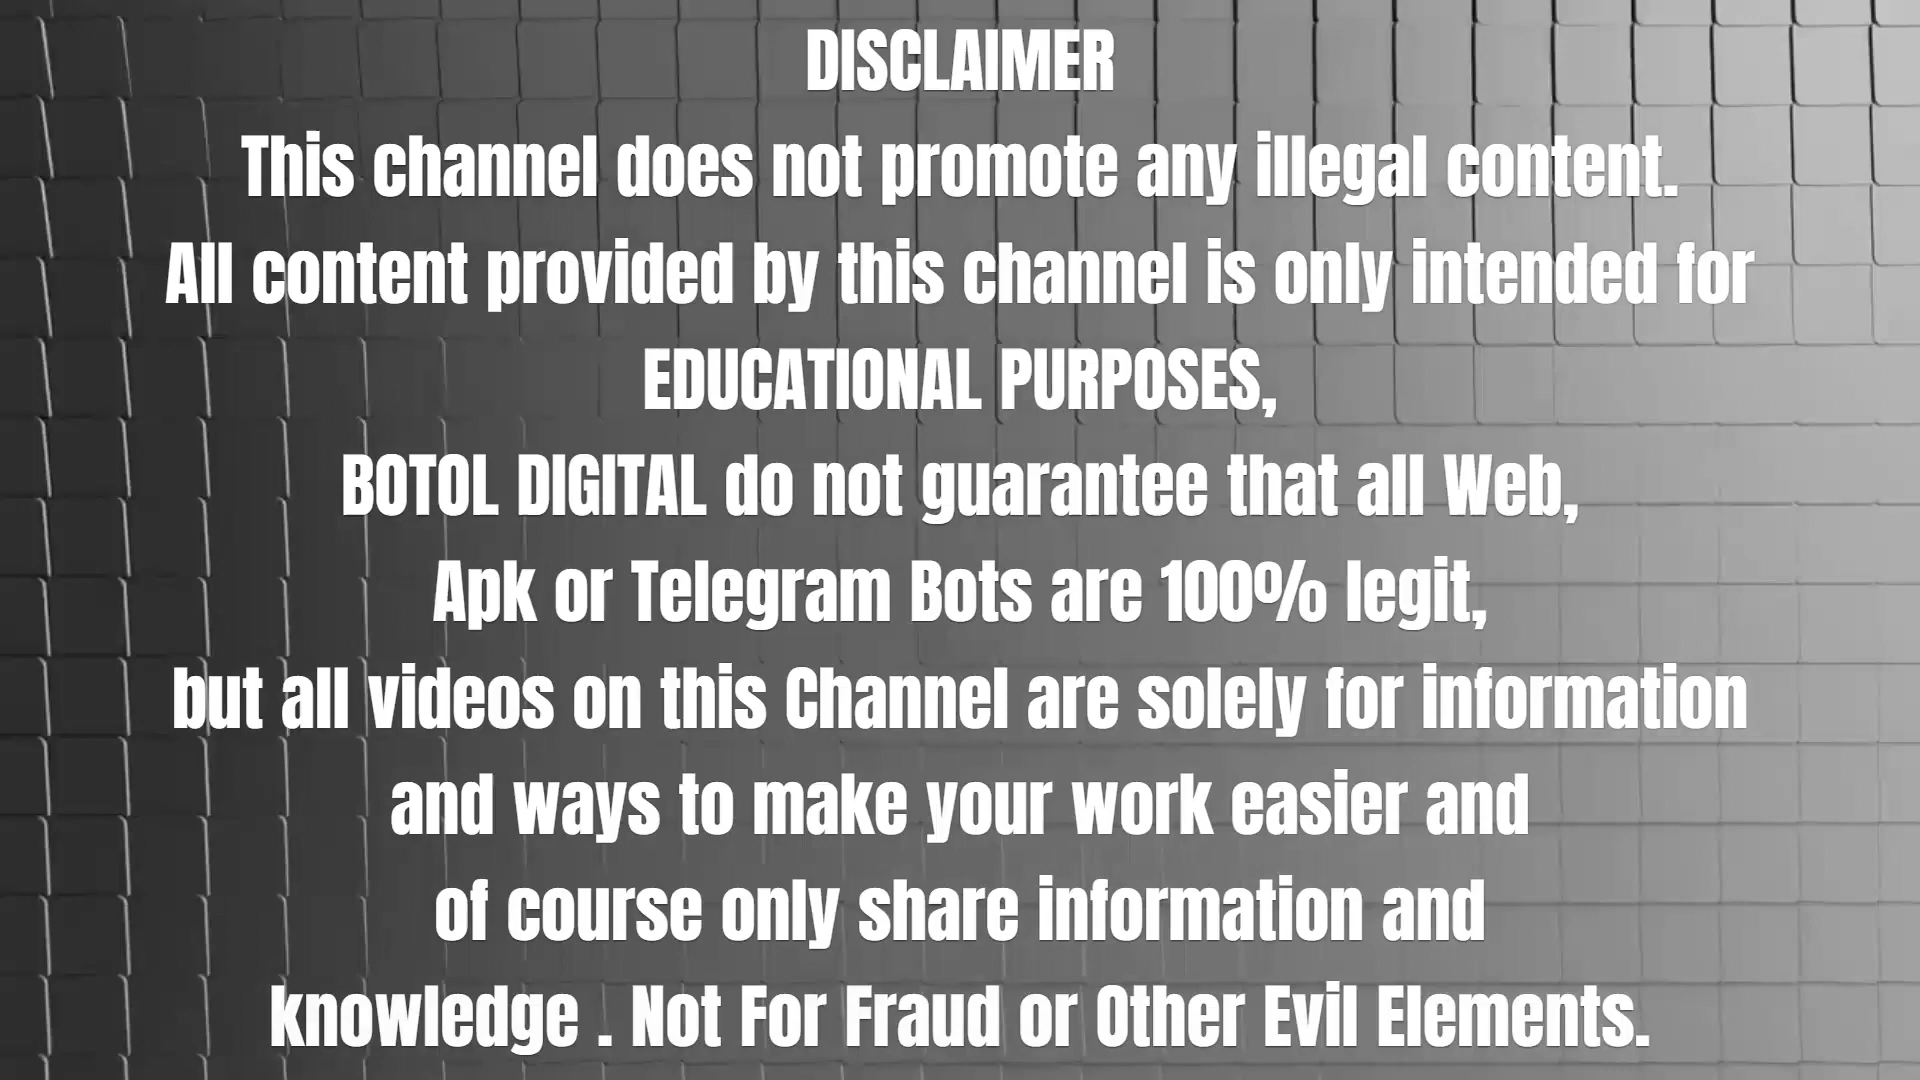 DISCLAIMER
This channel does not promote any illegal content.
All content provided by this channel is only intended for
EDUCATIONAL PURPOSES,
BOTOL DIGITAL do not guarantee that all Web,
Apk or Telegram Bots are 100% legit,
but all videos on this Channel are solely for information
and ways to make your work easier and
of course only share information and
knowledge . Not For Fraud or Other Evil Elements.